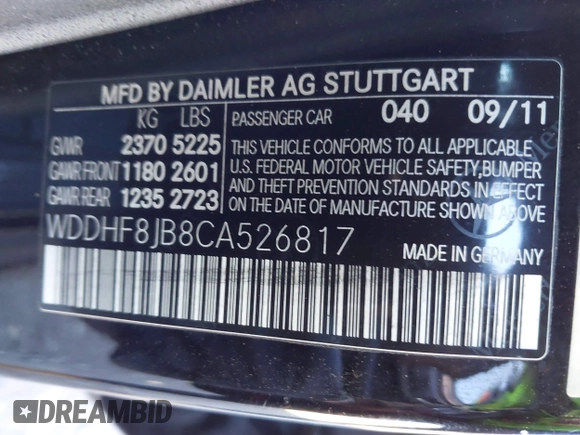 MFD BY DAIMLER AG STUTTGART
KG LBS
PASSENGER CAR 040 09/11
GVWR 2370 5225
GAWR FRONT 1180 2601
GAWR REAR 1235 2723
THIS VEHICLE CONFORMS TO ALL APPLICABLE
U.S. FEDERAL MOTOR VEHICLE SAFETY,BUMPER
AND THEFT PREVENTION STANDARDS IN EFFECT
ON THE DATE OF MANUFACTURE SHOWN ABOVE.
WDDHF8JB8CA526817
MADE IN GERMANY
DREAMBID